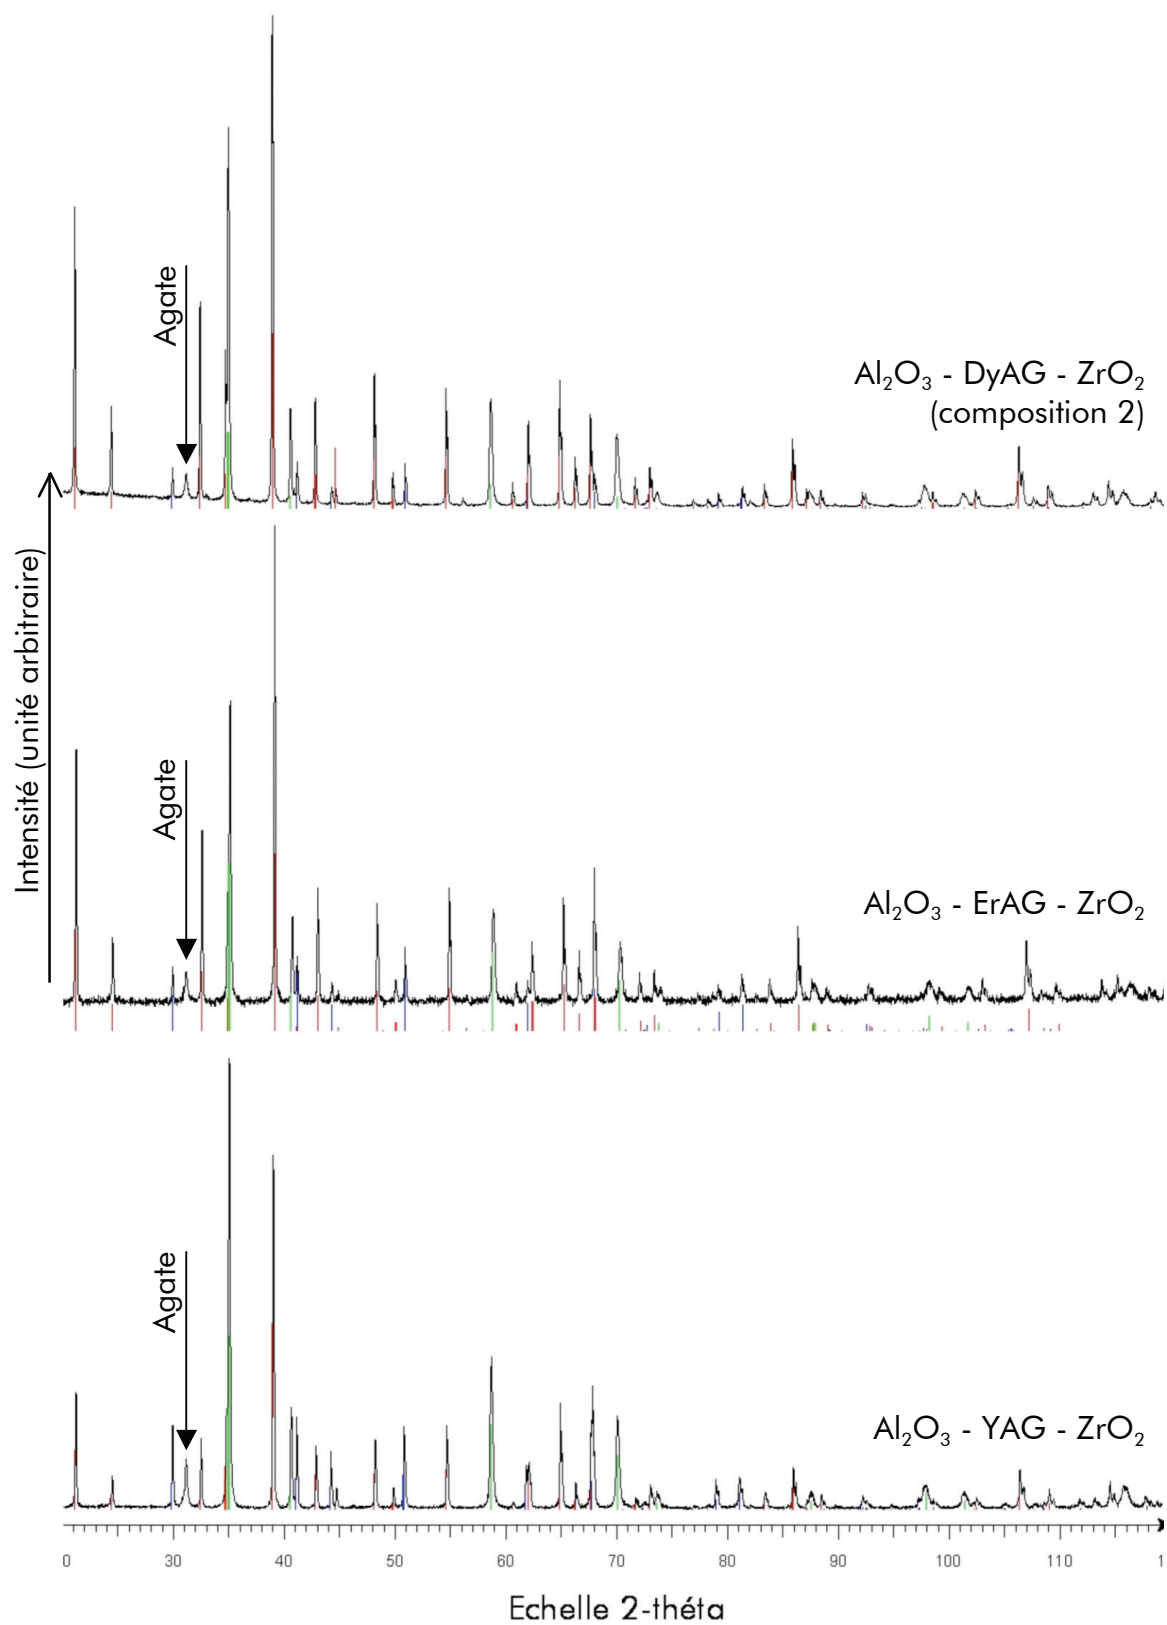 Agate
Al₂O₃ - DyAG - ZrO₂
(composition 2)
Intensité (unité arbitraire)
Agate
Al₂O₃ - ErAG - ZrO₂
Agate
Al₂O₃ - YAG - ZrO₂
0 30 40 50 60 70 80 90 100 110 1
Echelle 2-théta